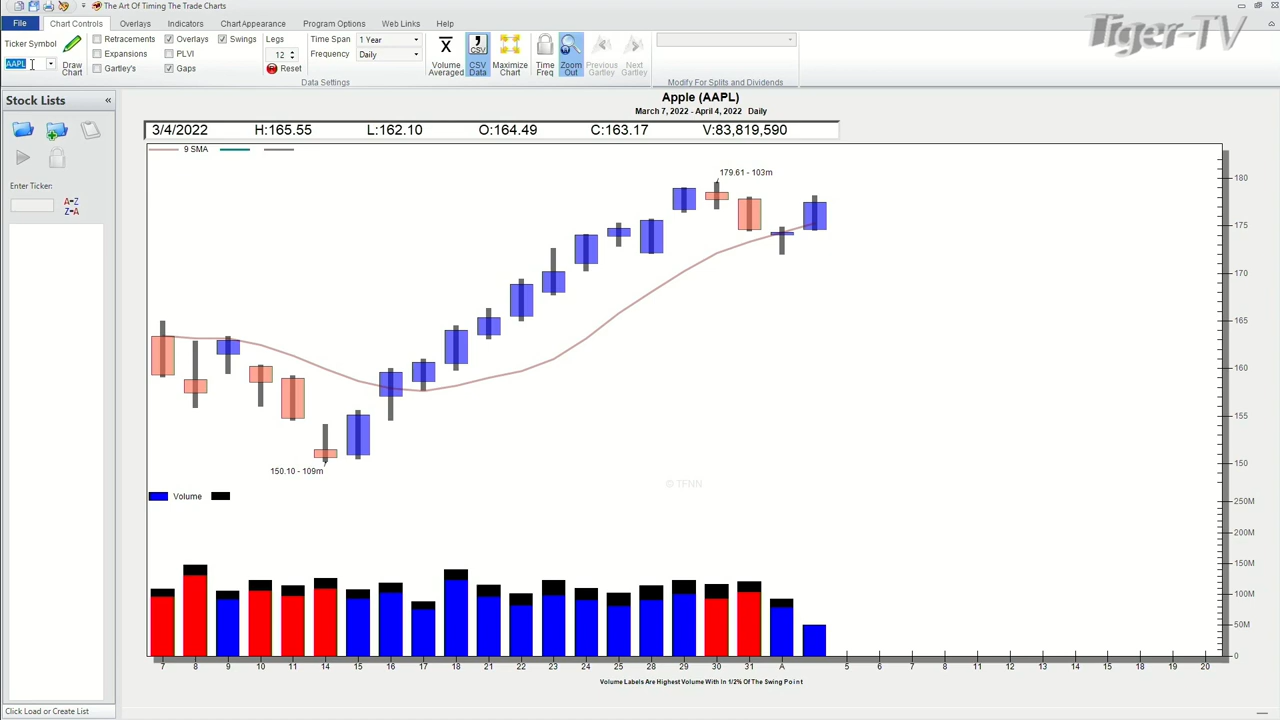 The Art Of Timing The Trade Charts
File
Chart Controls
Overlays
Indicators
Chart Appearance
Program Options
Web Links
Help
Tiger-TV
Ticker Symbol
AAPL
Draw Chart
Retracements
Expansions
Gartley's
Overlays
PLVI
Gaps
Swings
Legs
12
Reset
Time Span
1 Year
Frequency
Daily
Data Settings
Volume Averaged
CSV
CSV Data
Maximize Chart
Time Freq
Zoom Out
Previous Gartley
Next Gartley
Modify For Splits and Dividends
Stock Lists
«
Enter Ticker:
A-Z
Z-A
Click Load or Create List
Apple (AAPL)
March 7, 2022 - April 4, 2022 Daily
3/4/2022 H:165.55 L:162.10 O:164.49 C:163.17 V:83,819,590
9 SMA
179.61 - 103m
150.10 - 109m
© TFNN
180
175
170
165
160
155
150
Volume
250M
200M
150M
100M
50M
0
7 8 9 10 11 14 15 16 17 18 21 22 23 24 25 28 29 30 31 A 5 6 7 8 11 12 13 14 15 18 19 20
Volume Labels Are Highest Volume With In 1/2% Of The Swing Point